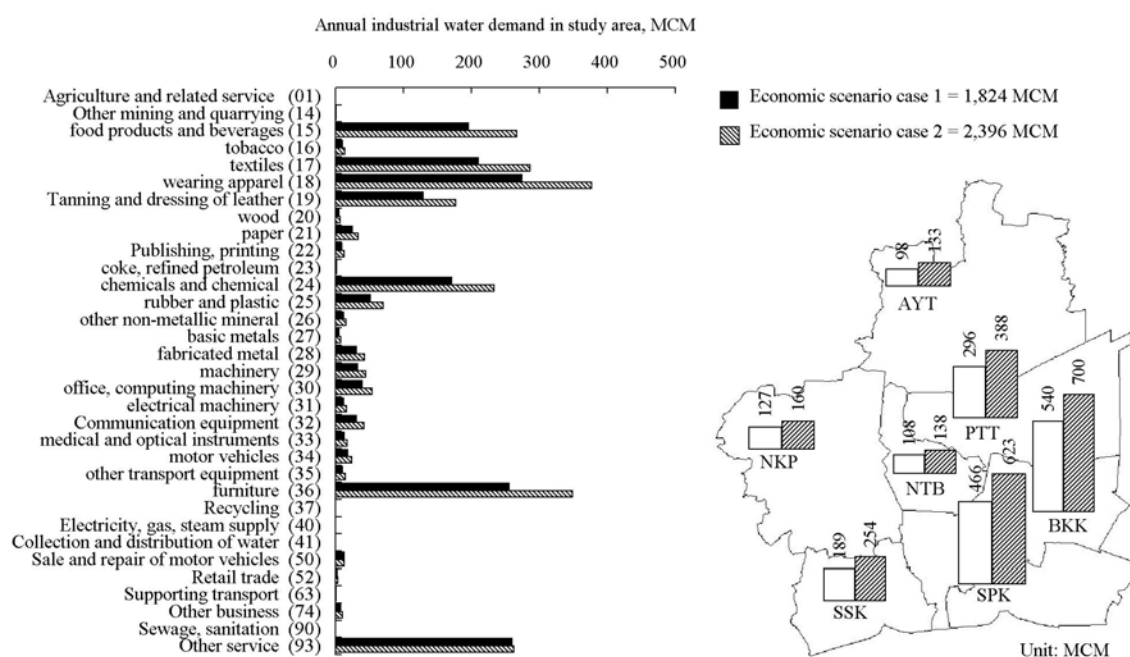 Annual industrial water demand in study area, MCM
0 100 200 300 400 500
Agriculture and related service (01)
Other mining and quarrying (14)
food products and beverages (15)
tobacco (16)
textiles (17)
wearing apparel (18)
Tanning and dressing of leather (19)
wood (20)
paper (21)
Publishing, printing (22)
coke, refined petroleum (23)
chemicals and chemical (24)
rubber and plastic (25)
other non-metallic mineral (26)
basic metals (27)
fabricated metal (28)
machinery (29)
office, computing machinery (30)
electrical machinery (31)
Communication equipment (32)
medical and optical instruments (33)
motor vehicles (34)
other transport equipment (35)
furniture (36)
Recycling (37)
Electricity, gas, steam supply (40)
Collection and distribution of water (41)
Sale and repair of motor vehicles (50)
Retail trade (52)
Supporting transport (63)
Other business (74)
Sewage, sanitation (90)
Other service (93)
Economic scenario case 1 = 1,824 MCM
Economic scenario case 2 = 2,396 MCM
98 133
AYT
296 388
PTT
540 700
BKK
127 160
NKP
108 138
NTB
466 623
SPK
189 254
SSK
Unit: MCM